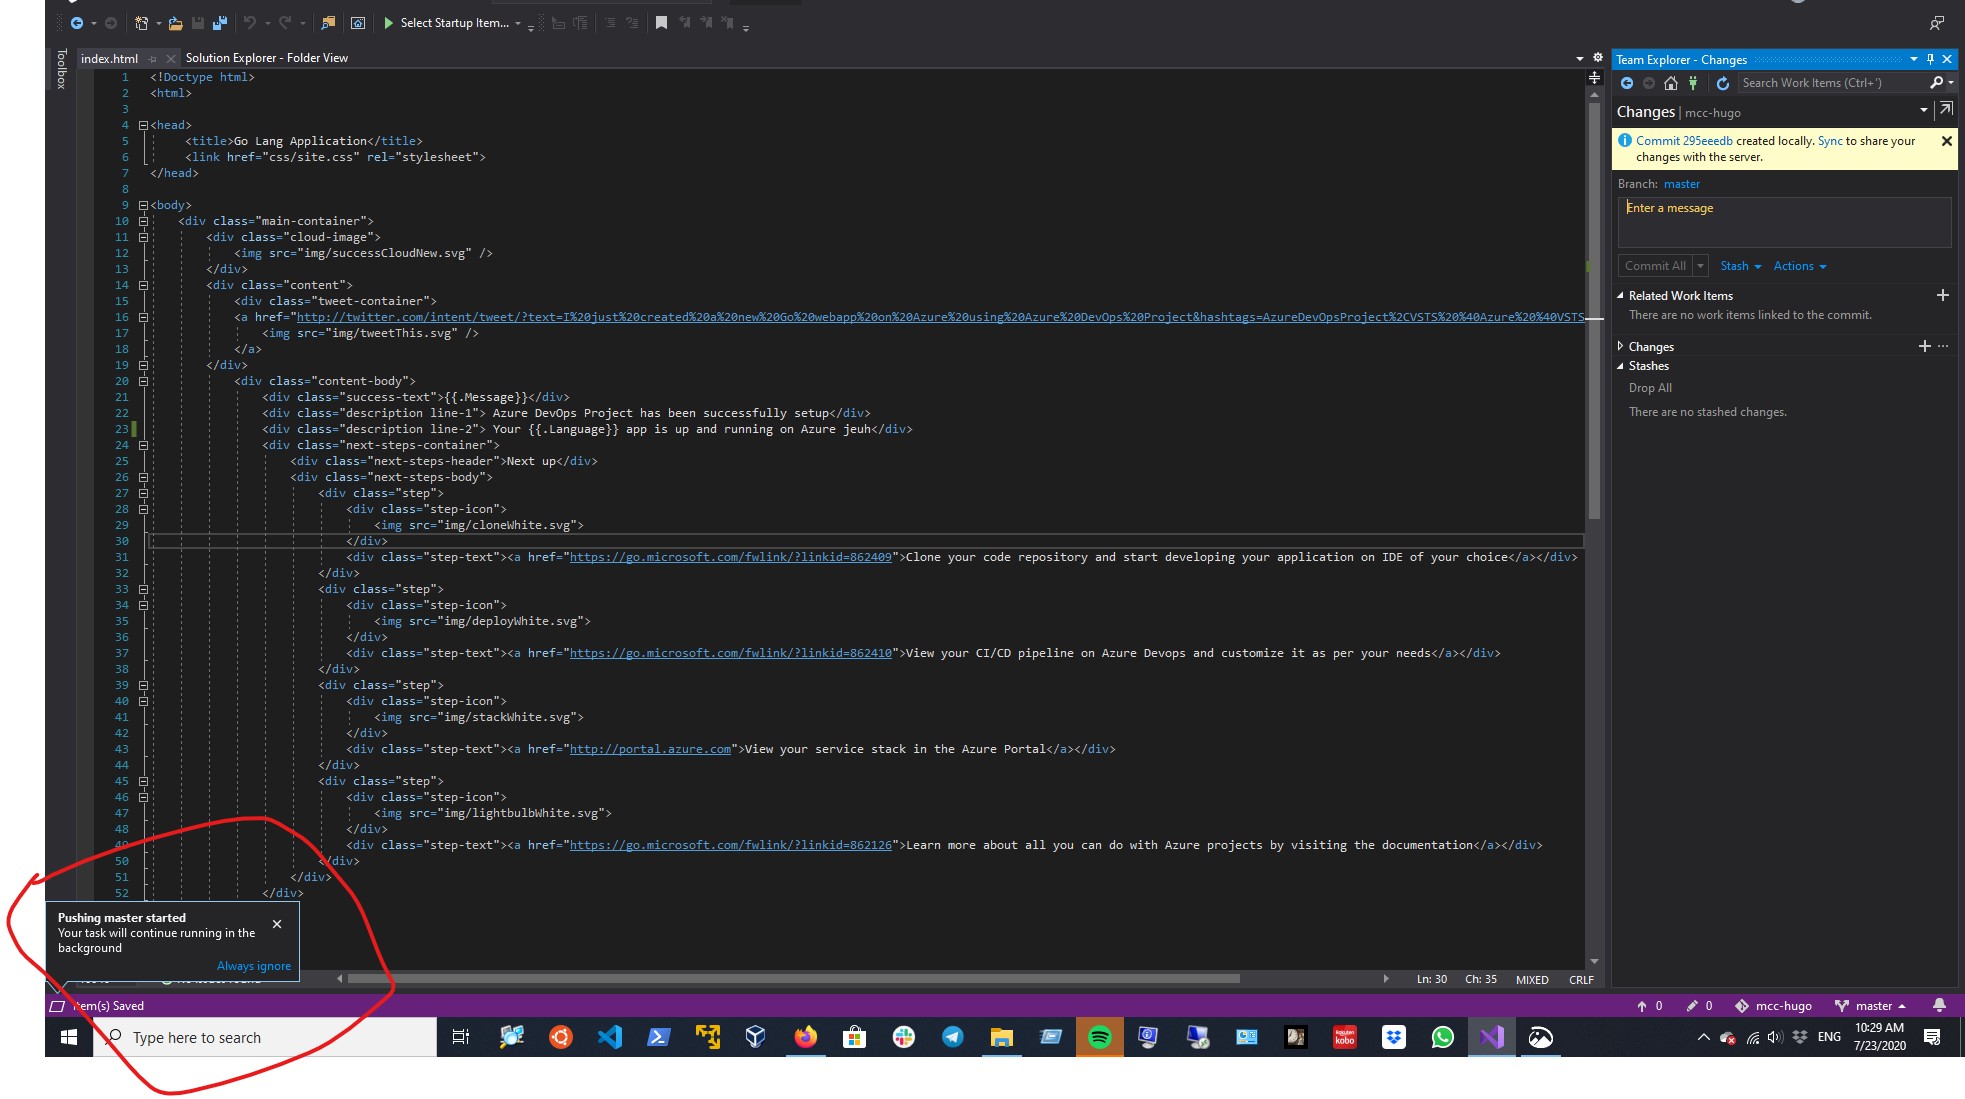 Select Startup Item...
Toolbox
index.html
Solution Explorer - Folder View
1 <!Doctype html>
2 <html>
3
4 <head>
5 <title>Go Lang Application</title>
6 <link href="css/site.css" rel="stylesheet">
7 </head>
8
9 <body>
10 <div class="main-container">
11 <div class="cloud-image">
12 <img src="img/successCloudNew.svg" />
13 </div>
14 <div class="content">
15 <div class="tweet-container">
16 <a href="http://twitter.com/intent/tweet/?text=I%20just%20created%20a%20new%20Go%20webapp%20on%20Azure%20using%20Azure%20DevOps%20Project&hashtags=AzureDevOpsProject%2CVSTS%20%40Azure%20%40VSTS
17 <img src="img/tweetThis.svg" />
18 </a>
19 </div>
20 <div class="content-body">
21 <div class="success-text">{{.Message}}</div>
22 <div class="description line-1"> Azure DevOps Project has been successfully setup</div>
23 <div class="description line-2"> Your {{.Language}} app is up and running on Azure jeuh</div>
24 <div class="next-steps-container">
25 <div class="next-steps-header">Next up</div>
26 <div class="next-steps-body">
27 <div class="step">
28 <div class="step-icon">
29 <img src="img/cloneWhite.svg">
30 </div>
31 <div class="step-text"><a href="https://go.microsoft.com/fwlink/?linkid=862409">Clone your code repository and start developing your application on IDE of your choice</a></div>
32 </div>
33 <div class="step">
34 <div class="step-icon">
35 <img src="img/deployWhite.svg">
36 </div>
37 <div class="step-text"><a href="https://go.microsoft.com/fwlink/?linkid=862410">View your CI/CD pipeline on Azure Devops and customize it as per your needs</a></div>
38 </div>
39 <div class="step">
40 <div class="step-icon">
41 <img src="img/stackWhite.svg">
42 </div>
43 <div class="step-text"><a href="http://portal.azure.com">View your service stack in the Azure Portal</a></div>
44 </div>
45 <div class="step">
46 <div class="step-icon">
47 <img src="img/lightbulbWhite.svg">
48 </div>
49 <div class="step-text"><a href="https://go.microsoft.com/fwlink/?linkid=862126">Learn more about all you can do with Azure projects by visiting the documentation</a></div>
50 </div>
51 </div>
52 </div>
Pushing master started
Your task will continue running in the
background
Always ignore
Ln: 30 Ch: 35 MIXED CRLF
Team Explorer - Changes
Search Work Items (Ctrl+')
Changes | mcc-hugo
Commit 295eeedb created locally. Sync to share your
changes with the server.
Branch: master
Enter a message
Commit All Stash Actions
Related Work Items
There are no work items linked to the commit.
Changes
Stashes
Drop All
There are no stashed changes.
Item(s) Saved
0 0 mcc-hugo master
Type here to search
Rakuten
kobo
ENG
10:29 AM
7/23/2020